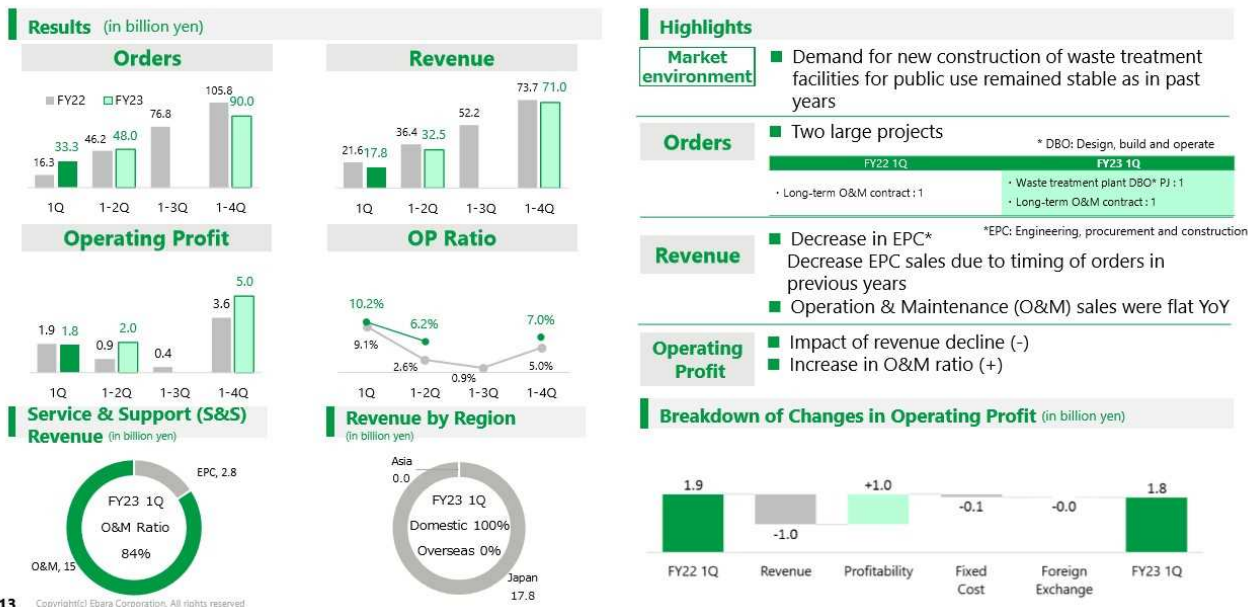 Results (in billion yen)
Orders
FY22 FY23
16.3 33.3 46.2 48.0 76.8 105.8 90.0
1Q 1-2Q 1-3Q 1-4Q
Revenue
21.6 17.8 36.4 32.5 52.2 73.7 71.0
1Q 1-2Q 1-3Q 1-4Q
Operating Profit
1.9 1.8 0.9 2.0 0.4 3.6 5.0
1Q 1-2Q 1-3Q 1-4Q
OP Ratio
10.2% 6.2% 7.0%
9.1% 2.6% 0.9% 5.0%
1Q 1-2Q 1-3Q 1-4Q
Service & Support (S&S)
Revenue (in billion yen)
EPC, 2.8
FY23 1Q
O&M Ratio
84%
O&M, 15
Revenue by Region
(in billion yen)
Asia
0.0
FY23 1Q
Domestic 100%
Overseas 0%
Japan
17.8
Highlights
Market
environment
■ Demand for new construction of waste treatment
facilities for public use remained stable as in past
years
Orders
■ Two large projects
* DBO: Design, build and operate
FY22 1Q FY23 1Q
・Long-term O&M contract : 1
・Waste treatment plant DBO* PJ : 1
・Long-term O&M contract : 1
*EPC: Engineering, procurement and construction
Revenue
■ Decrease in EPC*
Decrease EPC sales due to timing of orders in
previous years
■ Operation & Maintenance (O&M) sales were flat YoY
Operating
Profit
■ Impact of revenue decline (-)
■ Increase in O&M ratio (+)
Breakdown of Changes in Operating Profit (in billion yen)
1.9 -1.0 +1.0 -0.1 -0.0 1.8
FY22 1Q Revenue Profitability Fixed
Cost Foreign
Exchange FY23 1Q
13 Copyright(c) Ebara Corporation. All rights reserved